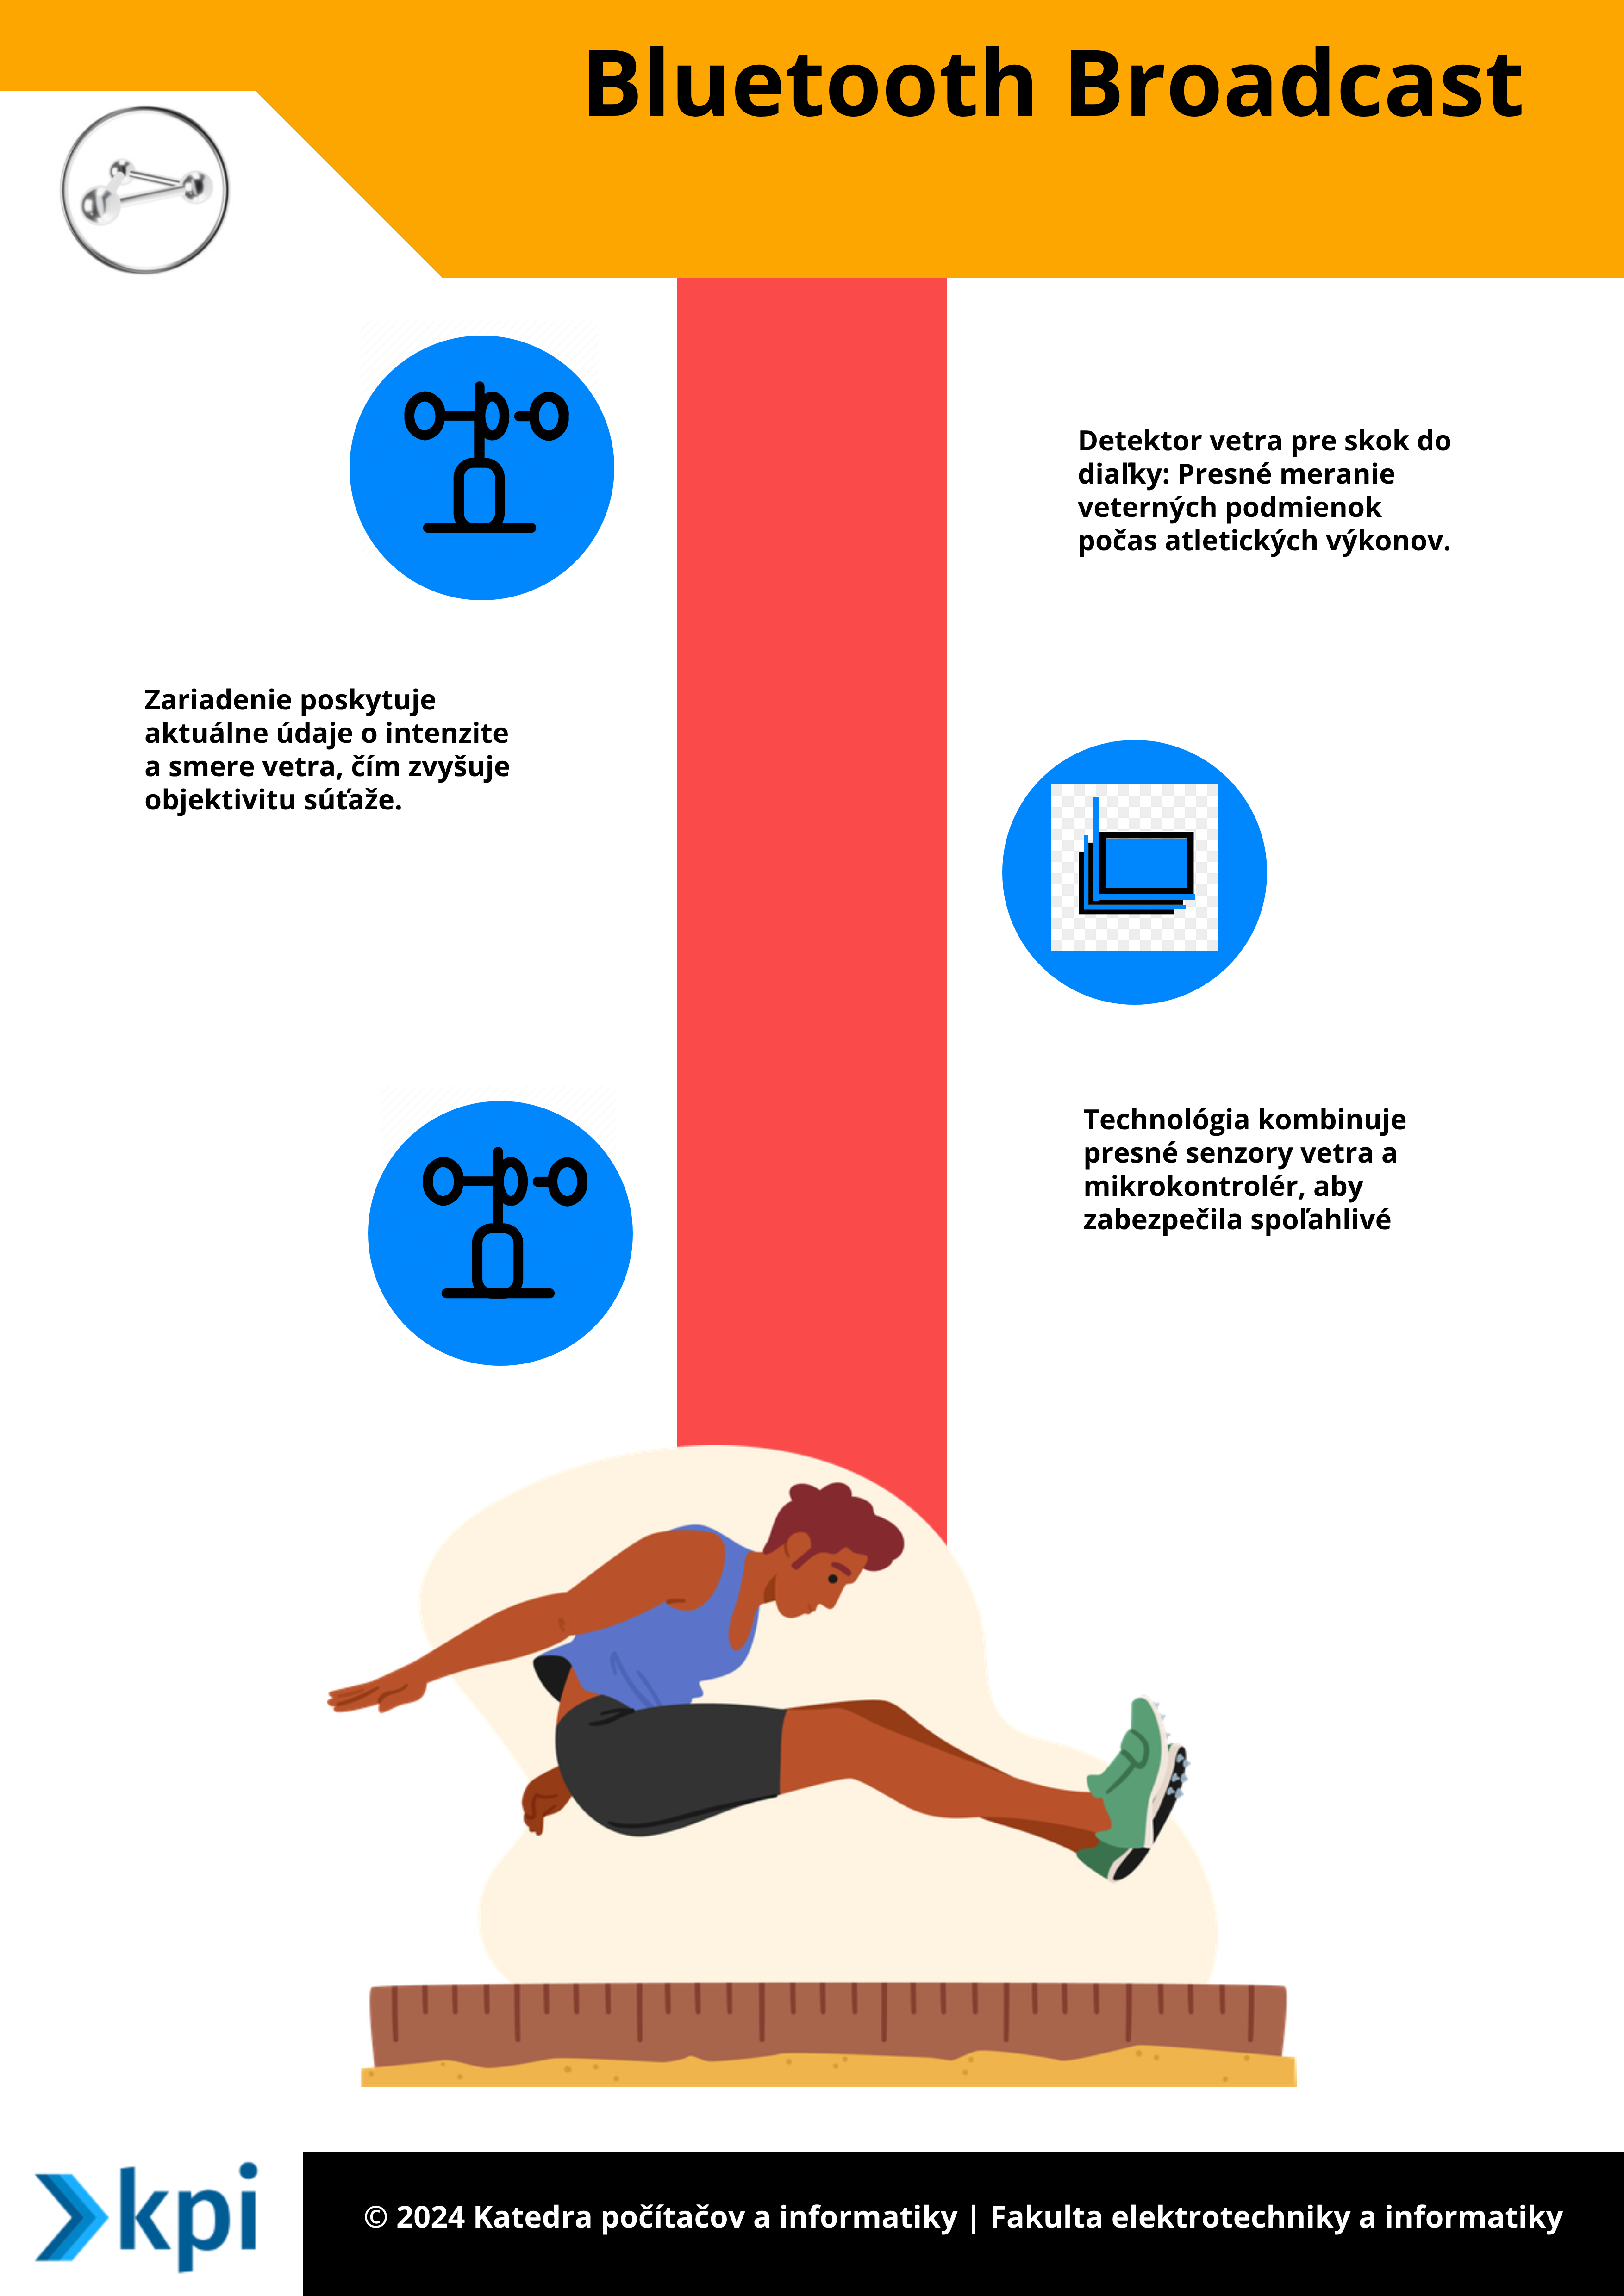 Bluetooth Broadcast
Detektor vetra pre skok do
diaľky: Presné meranie
veterných podmienok
počas atletických výkonov.
Zariadenie poskytuje
aktuálne údaje o intenzite
a smere vetra, čím zvyšuje
objektivitu súťaže.
Technológia kombinuje
presné senzory vetra a
mikrokontrolér, aby
zabezpečila spoľahlivé
kpi
© 2024 Katedra počítačov a informatiky | Fakulta elektrotechniky a informatiky